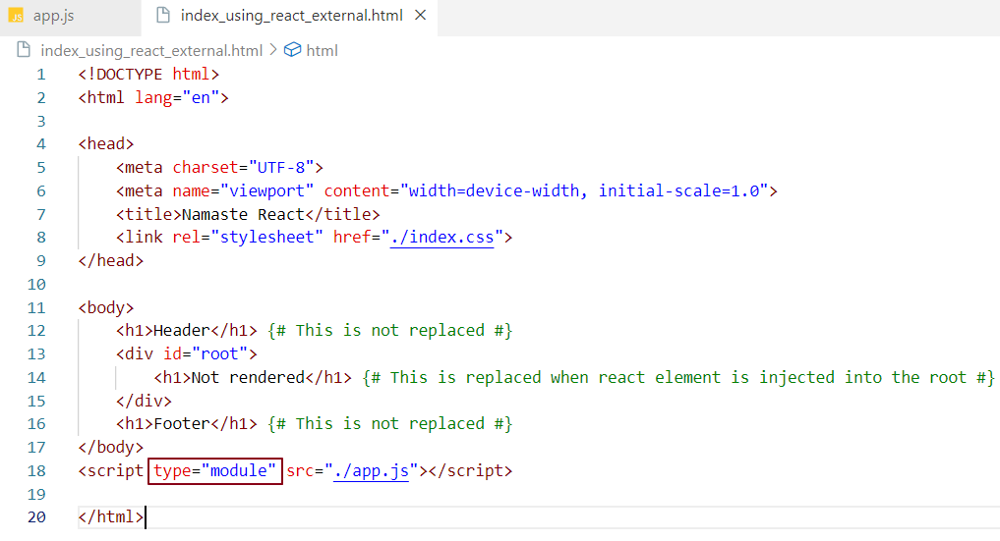 JS app.js index_using_react_external.html ×
index_using_react_external.html > html
1 <!DOCTYPE html>
2 <html lang="en">
3
4 <head>
5     <meta charset="UTF-8">
6     <meta name="viewport" content="width=device-width, initial-scale=1.0">
7     <title>Namaste React</title>
8     <link rel="stylesheet" href="./index.css">
9 </head>
10
11 <body>
12     <h1>Header</h1> {# This is not replaced #}
13     <div id="root">
14         <h1>Not rendered</h1> {# This is replaced when react element is injected into the root #}
15     </div>
16     <h1>Footer</h1> {# This is not replaced #}
17 </body>
18 <script type="module" src="./app.js"></script>
19
20 </html>